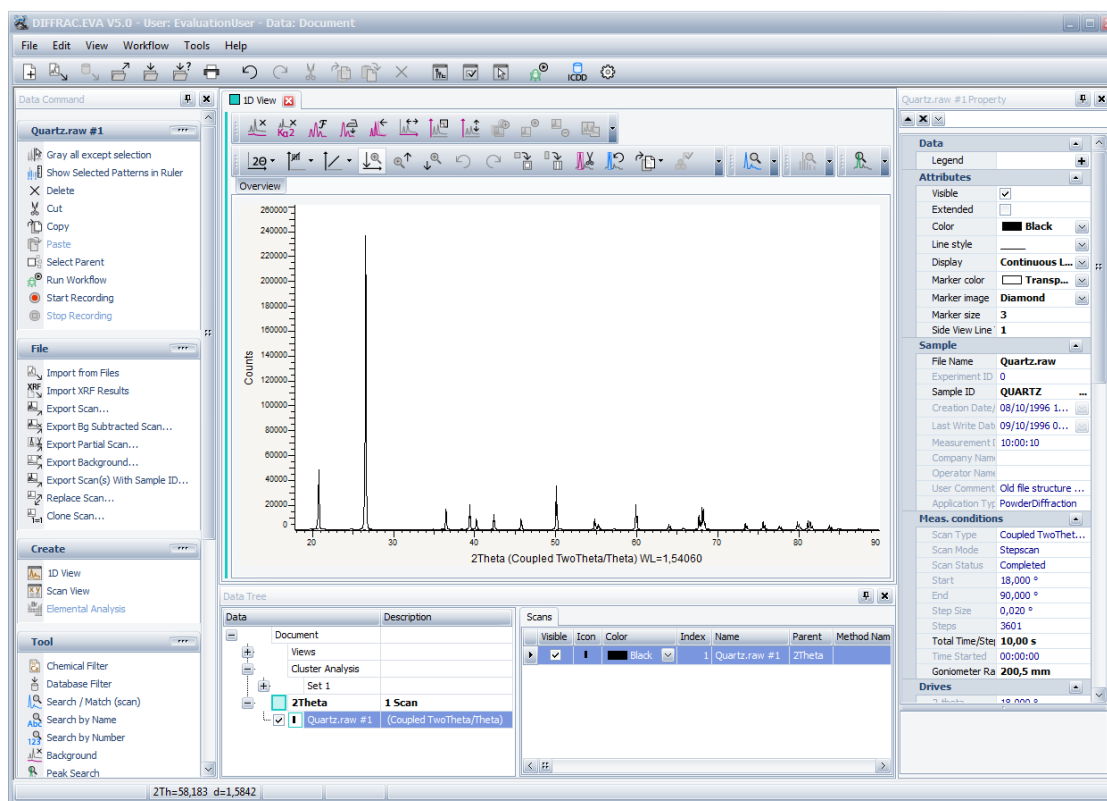 DIFFRAC.EVA V5.0 - User: EvaluationUser - Data: Document
File Edit View Workflow Tools Help
ICDD
Data Command
Quartz.raw #1
Gray all except selection
Show Selected Patterns in Ruler
Delete
Cut
Copy
Paste
Select Parent
Run Workflow
Start Recording
Stop Recording
File
Import from Files
XRF Import XRF Results
Export Scan...
Export Bg Subtracted Scan...
Export Partial Scan...
Export Background...
Export Scan(s) With Sample ID...
Replace Scan...
1=1 Clone Scan...
Create
1D View
Scan View
Elemental Analysis
Tool
Chemical Filter
Database Filter
Search / Match (scan)
Abc Search by Name
123 Search by Number
Background
Peak Search
1D View
Kα2
2θ
Overview
260000
240000
220000
200000
180000
160000
140000
120000
100000
80000
60000
40000
20000
0
Counts
20 30 40 50 60 70 80 90
2Theta (Coupled TwoTheta/Theta) WL=1,54060
Data Tree
Data Description
Document
Views
Cluster Analysis
Set 1
2Theta 1 Scan
Quartz.raw #1 (Coupled TwoTheta/Theta)
Scans
Visible Icon Color Index Name Parent Method Nam
Black 1 Quartz.raw #1 2Theta
Quartz.raw #1 Property
Data
Legend
Attributes
Visible
Extended
Color Black
Line style
Display Continuous L...
Marker color Transp...
Marker image Diamond
Marker size 3
Side View Line 1
Sample
File Name Quartz.raw
Experiment ID 0
Sample ID QUARTZ ...
Creation Date/ 08/10/1996 1...
Last Write Dat 09/10/1996 0...
Measurement 10:00:10
Company Name
Operator Name
User Comment Old file structure ...
Application Typ PowderDiffraction
Meas. conditions
Scan Type Coupled TwoThet...
Scan Mode Stepscan
Scan Status Completed
Start 18,000 °
End 90,000 °
Step Size 0,020 °
Steps 3601
Total Time/Step 10,00 s
Time Started 00:00:00
Goniometer Ra 200,5 mm
Drives
2-theta 18,000 °
2Th=58,183 d=1,5842